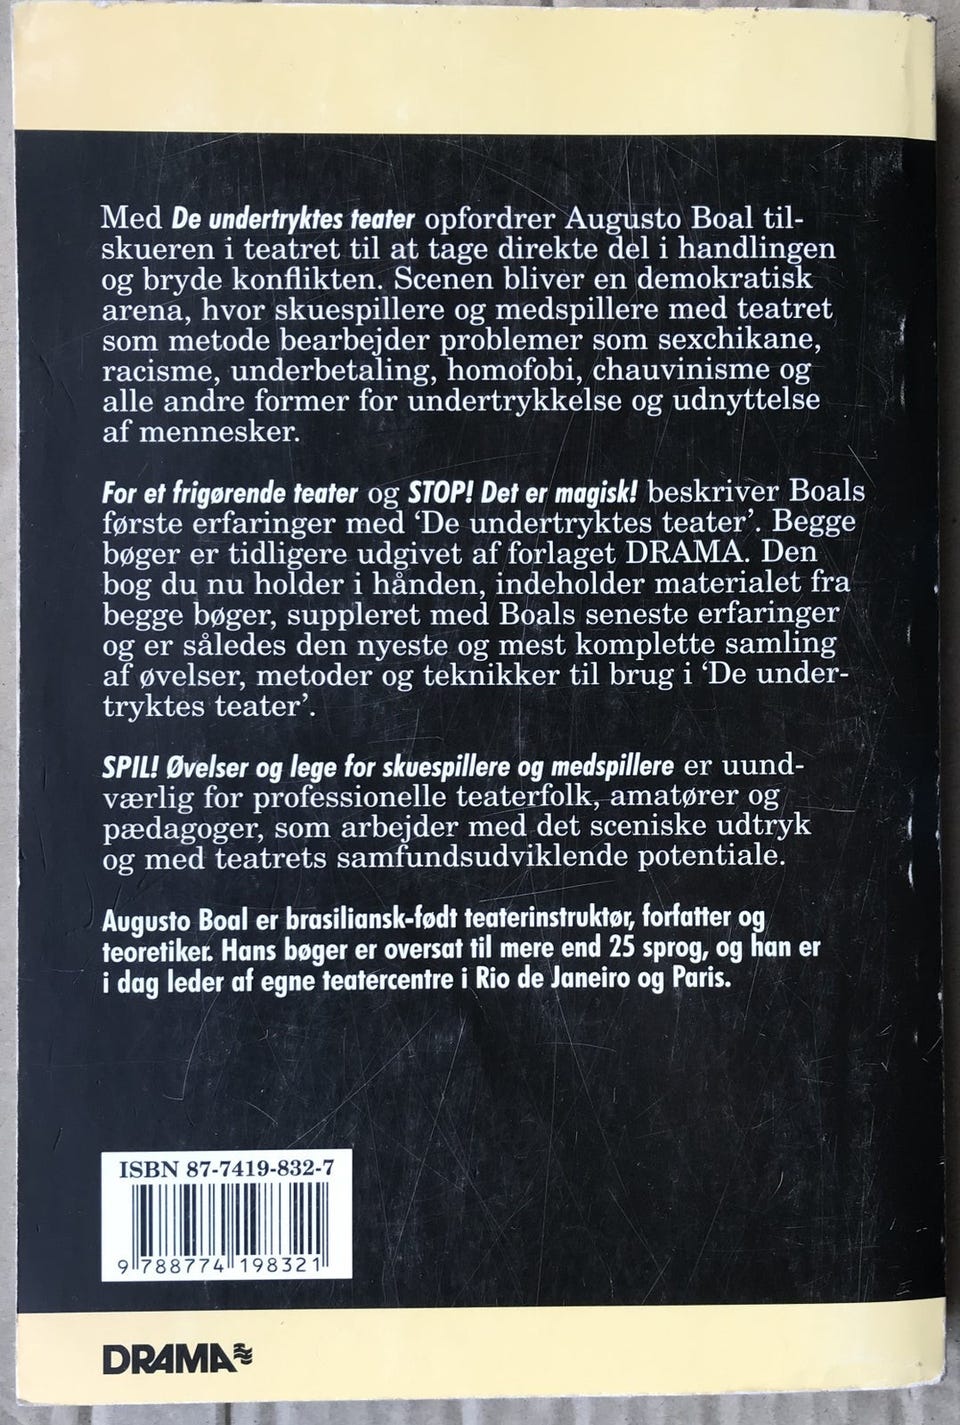 Med De undertryktes teater opfordrer Augusto Boal til-
skueren i teatret til at tage direkte del i handlingen
og bryde konflikten. Scenen bliver en demokratisk
arena, hvor skuespillere og medspillere med teatret
som metode bearbejder problemer som sexchikane,
racisme, underbetaling, homofobi, chauvinisme og
alle andre former for undertrykkelse og udnyttelse
af mennesker.
For et frigørende teater og STOP! Det er magisk! beskriver Boals
første erfaringer med ‘De undertryktes teater’. Begge
bøger er tidligere udgivet af forlaget DRAMA. Den
bog du nu holder i hånden, indeholder materialet fra
begge bøger, suppleret med Boals seneste erfaringer
og er således den nyeste og mest komplette samling
af øvelser, metoder og teknikker til brug i ‘De under-
tryktes teater’.
SPIL! Øvelser og lege for skuespillere og medspillere er uund-
værlig for professionelle teaterfolk, amatører og
pædagoger, som arbejder med det sceniske udtryk
og med teatrets samfundsudviklende potentiale.
Augusto Boal er brasiliansk-født teaterinstruktør, forfatter og
teoretiker. Hans bøger er oversat til mere end 25 sprog, og han er
i dag leder af egne teatercentre i Rio de Janeiro og Paris.
ISBN 87-7419-832-7
9 788774 198321
DRAMA